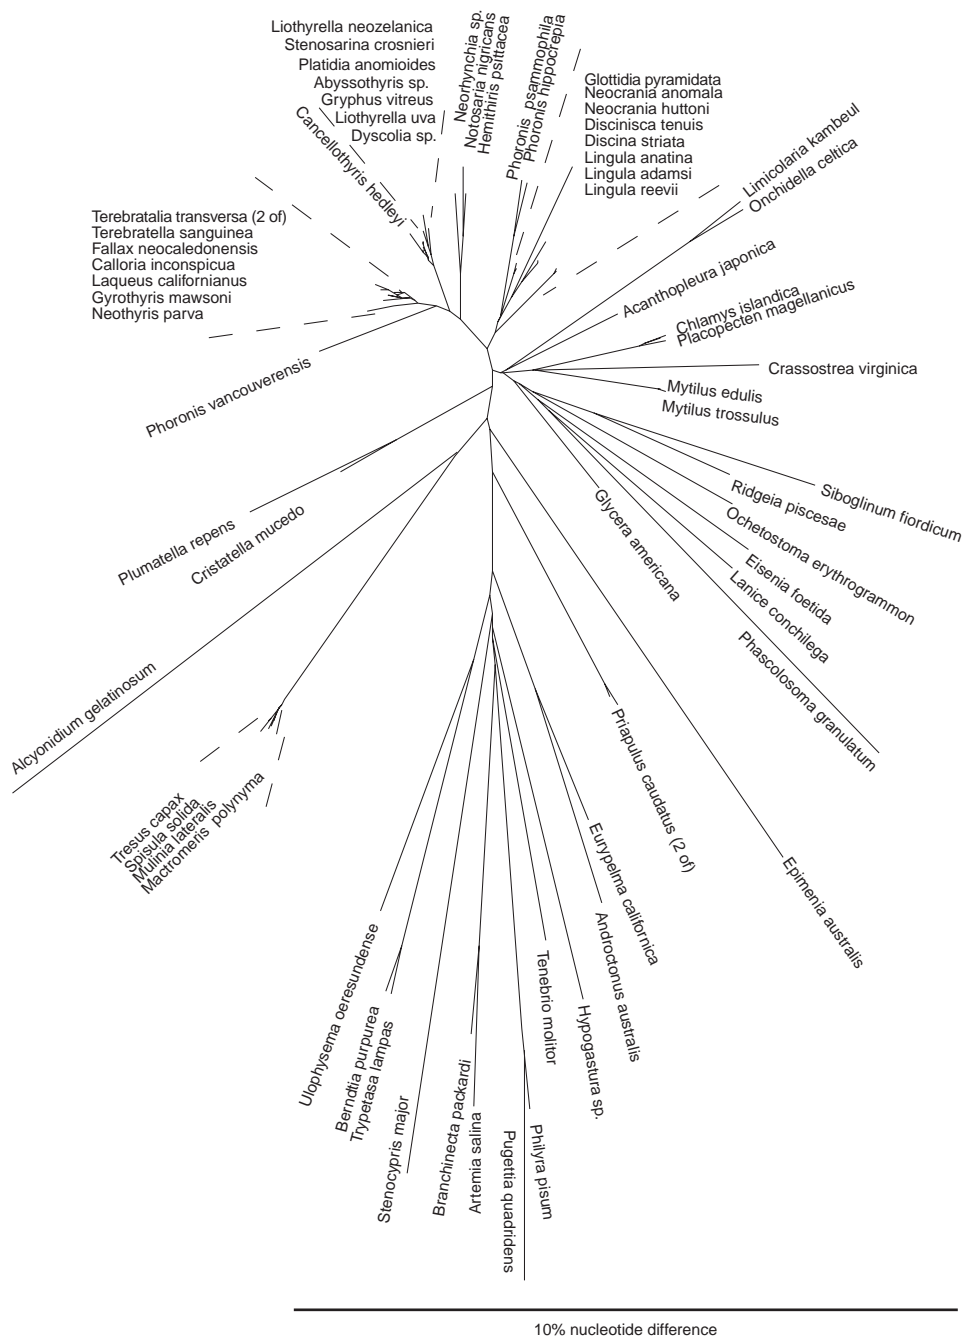 Liothyrella neozelanica
Stenosarina crosnieri
Platidia anomioides
Abyssothyris sp.
Gryphus vitreus
Liothyrella uva
Dyscolia sp.
Cancellothyris hedleyi
Neorhynchia sp.
Notosaria nigricans
Hemithiris psittacea
Phoronis psammophila
Phoronis hippocrepia
Glottidia pyramidata
Neocrania anomala
Neocrania huttoni
Discinisca tenuis
Discina striata
Lingula anatina
Lingula adamsi
Lingula reevii
Limicolaria kambeul
Onchidella celtica
Acanthopleura japonica
Chlamys islandica
Placopecten magellanicus
Crassostrea virginica
Mytilus edulis
Mytilus trossulus
Terebratalia transversa (2 of)
Terebratella sanguinea
Fallax neocaledonensis
Calloria inconspicua
Laqueus californianus
Gyrothyris mawsoni
Neothyris parva
Phoronis vancouverensis
Siboglinum fiordicum
Ridgeia piscesae
Ochetostoma erythrogrammon
Eisenia foetida
Lanice conchilega
Phascolosoma granulatum
Glycera americana
Plumatella repens
Cristatella mucedo
Alcyonidium gelatinosum
Tresus capax
Spisula solida
Mulinia lateralis
Mactromeris polynyma
Priapulus caudatus (2 of)
Epimenia australis
Eurypelma californica
Androctonus australis
Hypogastura sp.
Tenebrio molitor
Philyra pisum
Pugettia quadridens
Artemia salina
Branchinecta packardi
Stenocypris major
Trypetasa lampas
Berndtia purpurea
Ulophysema oeresundense
10% nucleotide difference